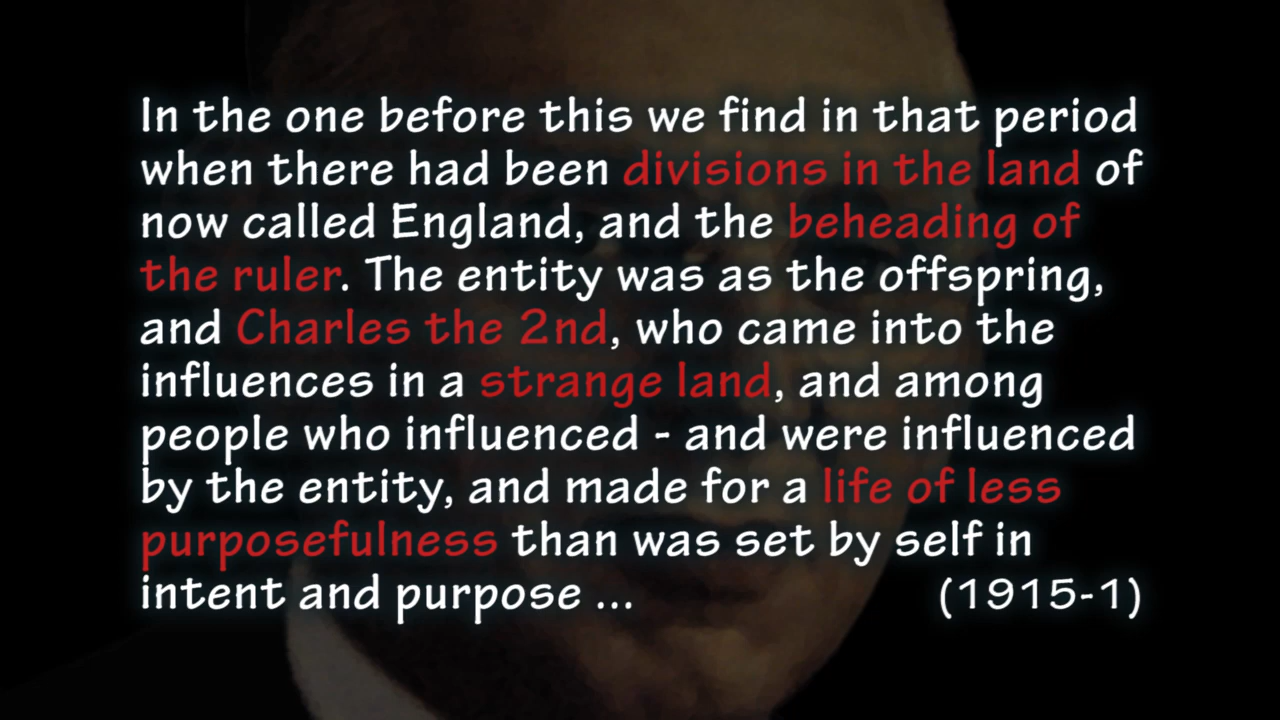 In the one before this we find in that period
when there had been divisions in the land of
now called England, and the beheading of
the ruler. The entity was as the offspring,
and Charles the 2nd, who came into the
influences in a strange land, and among
people who influenced - and were influenced
by the entity, and made for a life of less
purposefulness than was set by self in
intent and purpose ... (1915-1)